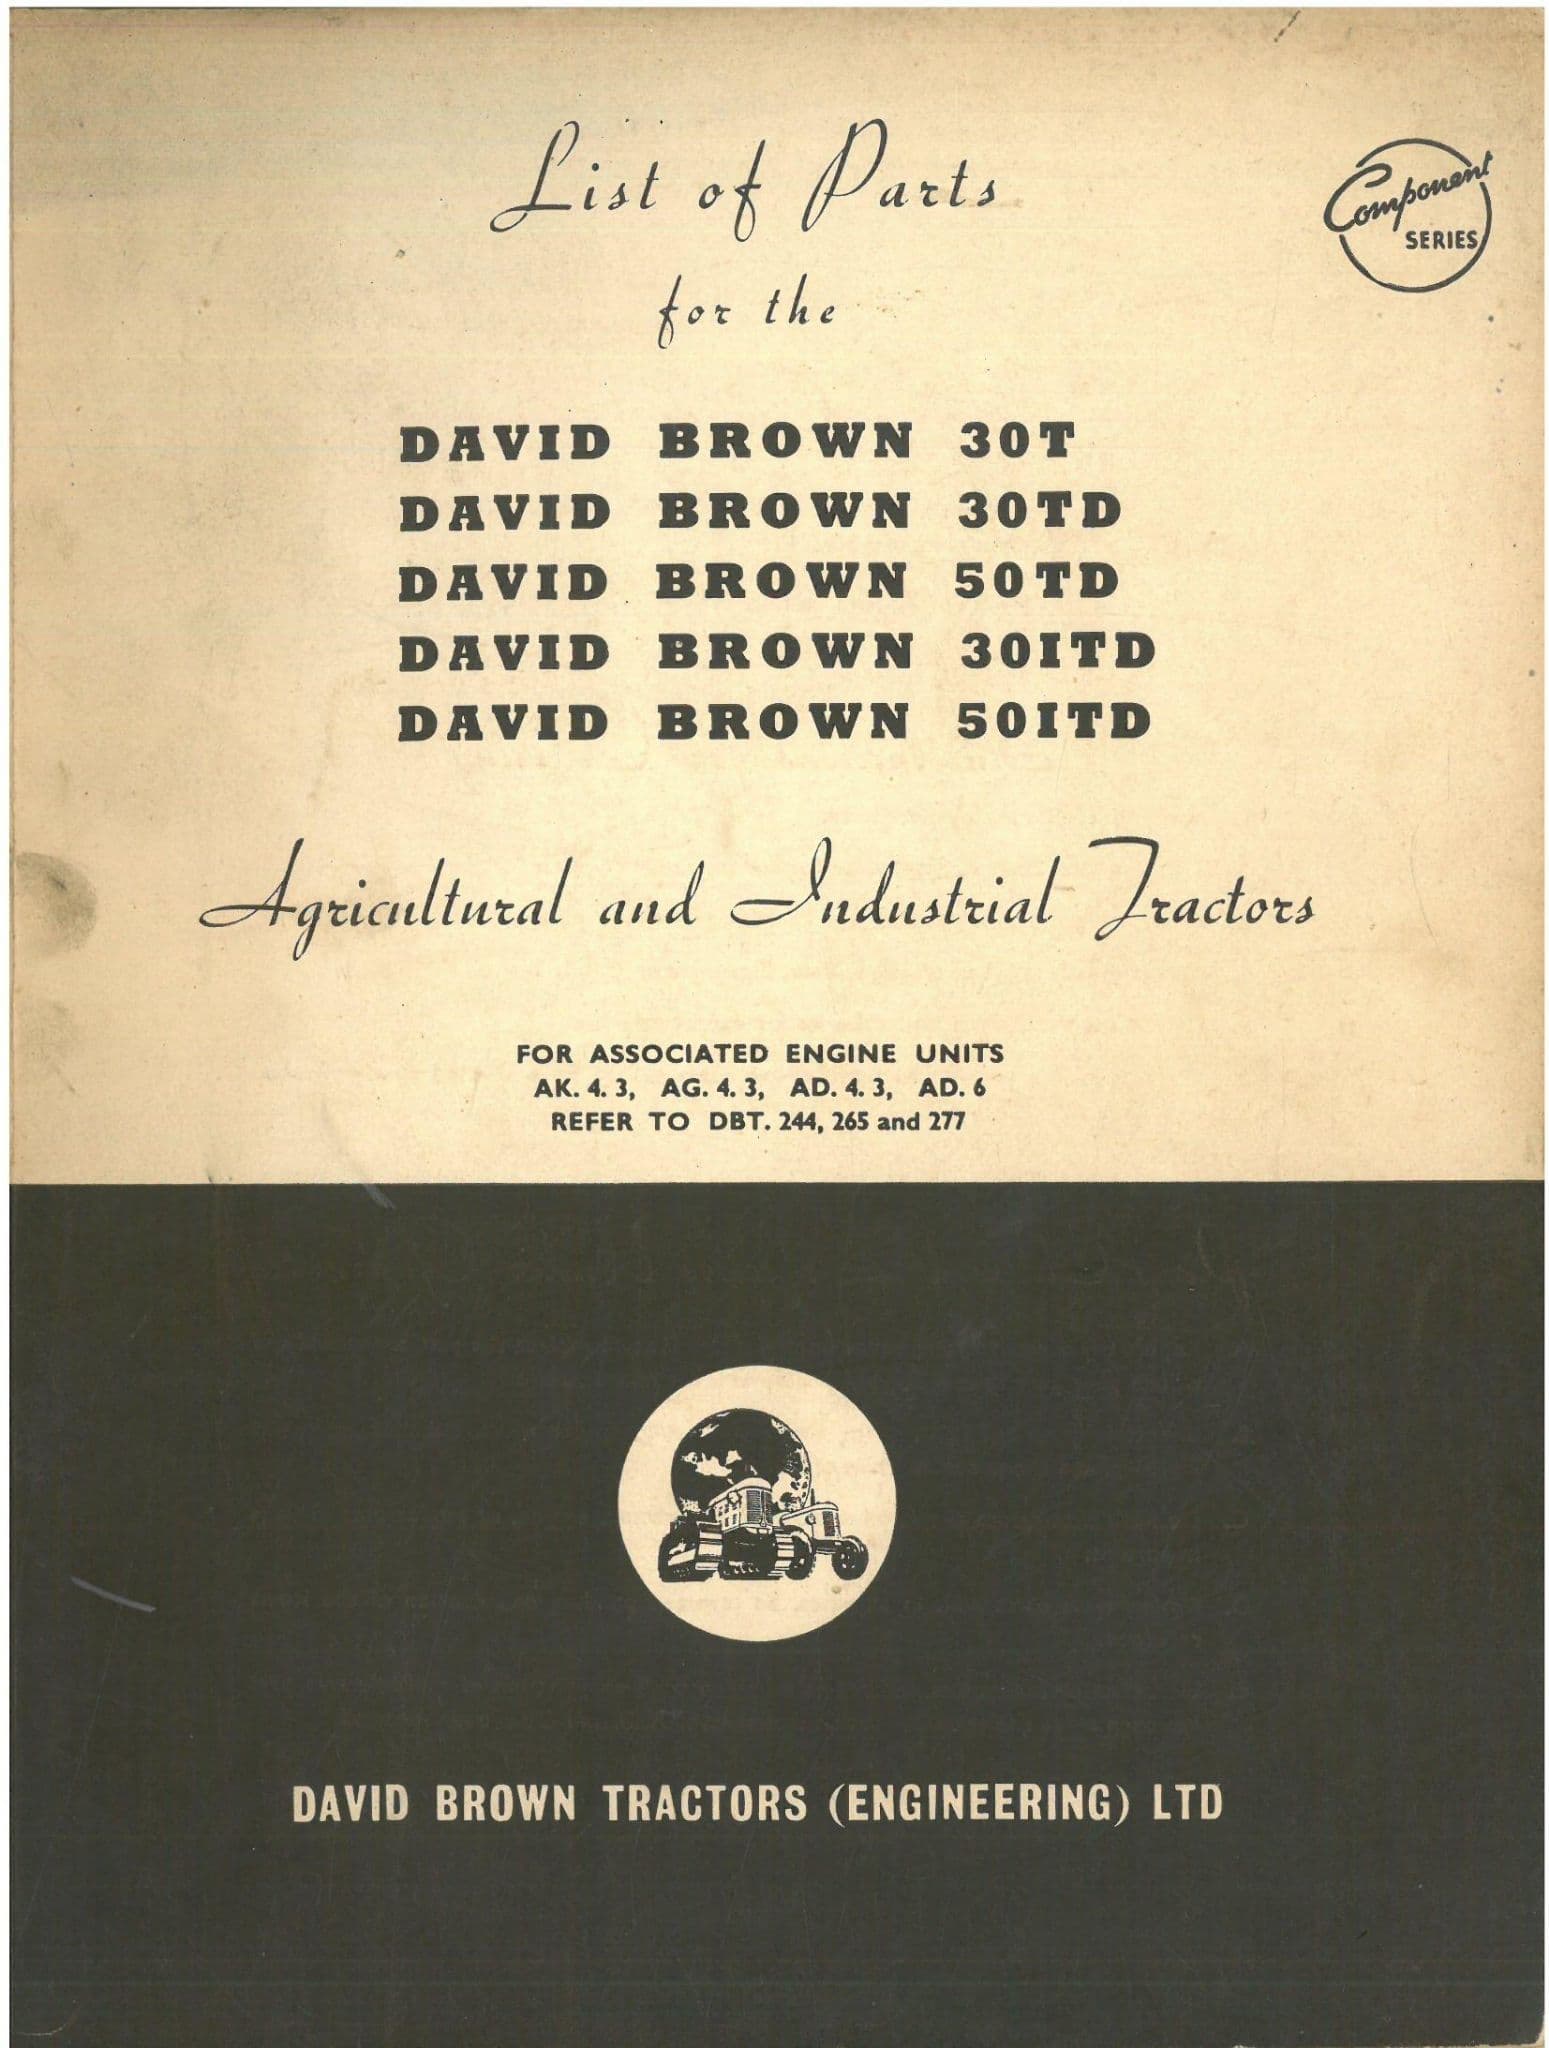 List of Parts
Component
SERIES
for the
DAVID BROWN 30T
DAVID BROWN 30TD
DAVID BROWN 50TD
DAVID BROWN 30ITD
DAVID BROWN 50ITD
Agricultural and Industrial Tractors
FOR ASSOCIATED ENGINE UNITS
AK. 4. 3, AG. 4. 3, AD. 4. 3, AD. 6
REFER TO DBT. 244, 265 and 277
DAVID BROWN TRACTORS (ENGINEERING) LTD